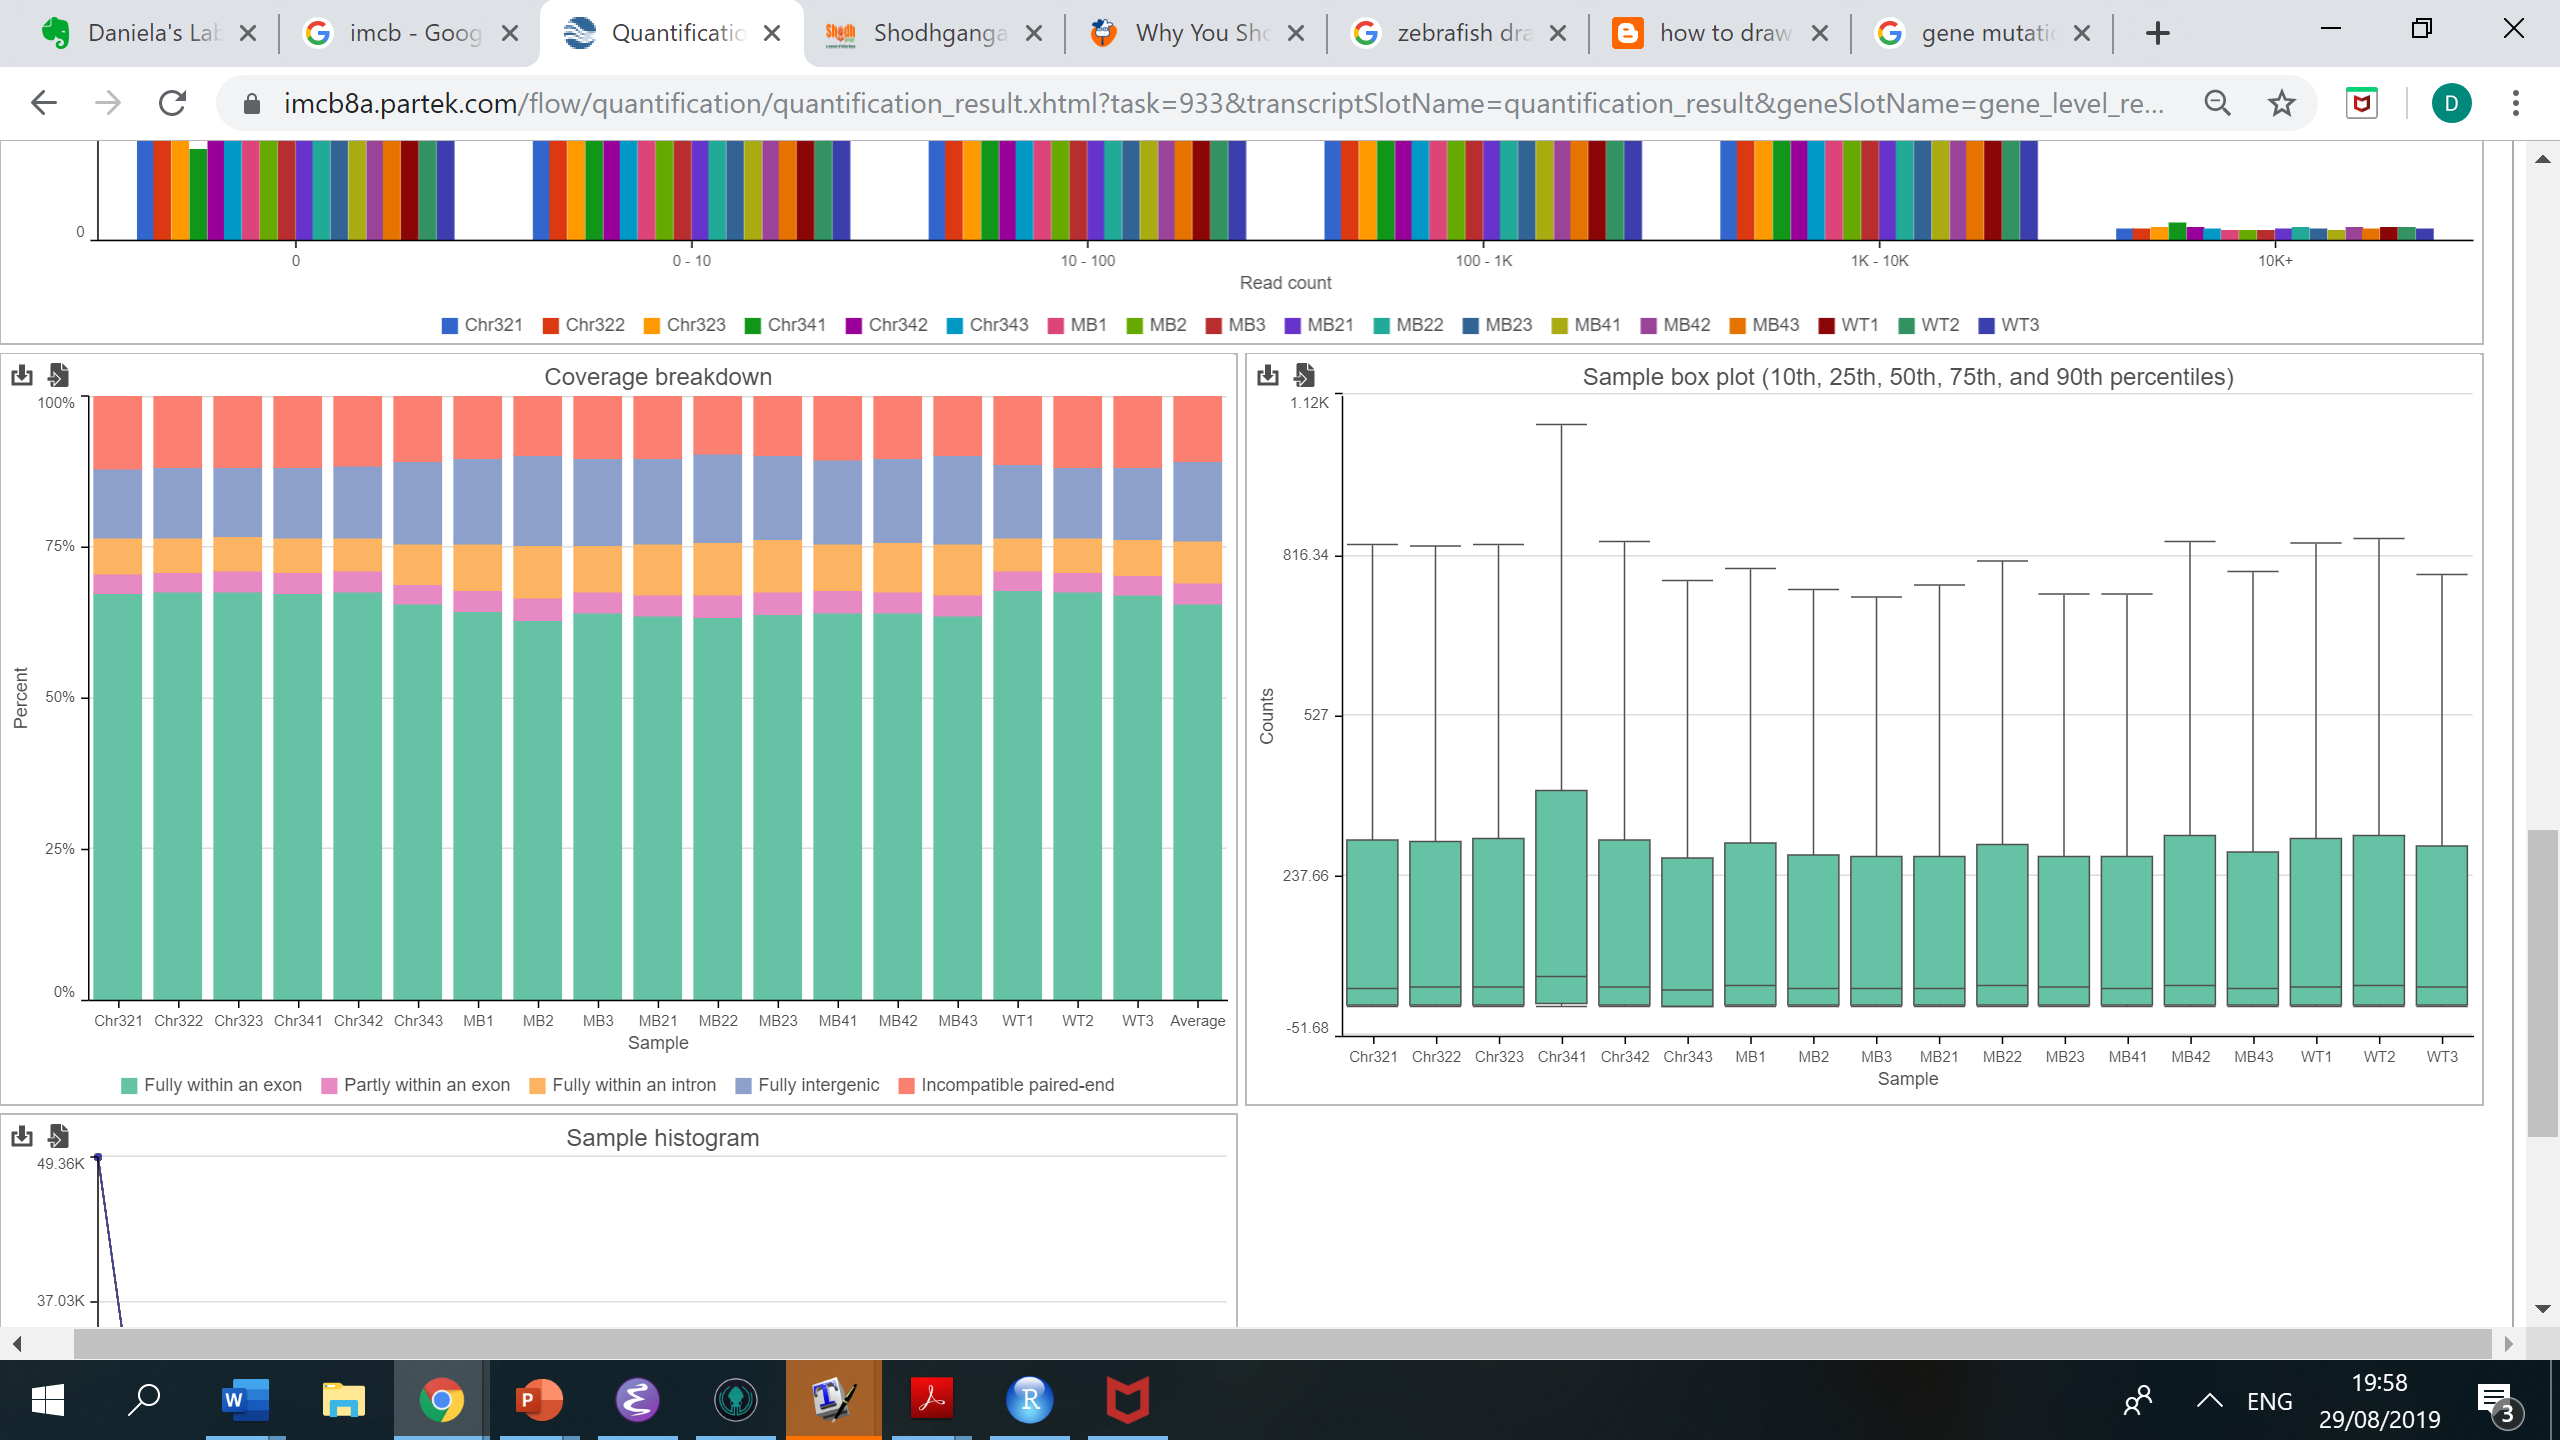 Daniela's Lab
imcb - Goog
Quantificatio
Shodhganga
Why You Sho
zebrafish dra
how to draw
gene mutatio
imcb8a.partek.com/flow/quantification/quantification_result.xhtml?task=933&transcriptSlotName=quantification_result&geneSlotName=gene_level_re...
D
0
0 0 - 10 10 - 100 100 - 1K 1K - 10K 10K+
Read count
Chr321 Chr322 Chr323 Chr341 Chr342 Chr343 MB1 MB2 MB3 MB21 MB22 MB23 MB41 MB42 MB43 WT1 WT2 WT3
Coverage breakdown
100%
75%
50%
25%
0%
Percent
Chr321 Chr322 Chr323 Chr341 Chr342 Chr343 MB1 MB2 MB3 MB21 MB22 MB23 MB41 MB42 MB43 WT1 WT2 WT3 Average
Sample
Fully within an exon Partly within an exon Fully within an intron Fully intergenic Incompatible paired-end
Sample box plot (10th, 25th, 50th, 75th, and 90th percentiles)
1.12K
816.34
527
237.66
-51.68
Counts
Chr321 Chr322 Chr323 Chr341 Chr342 Chr343 MB1 MB2 MB3 MB21 MB22 MB23 MB41 MB42 MB43 WT1 WT2 WT3
Sample
Sample histogram
49.36K
37.03K
ENG
19:58
29/08/2019
3